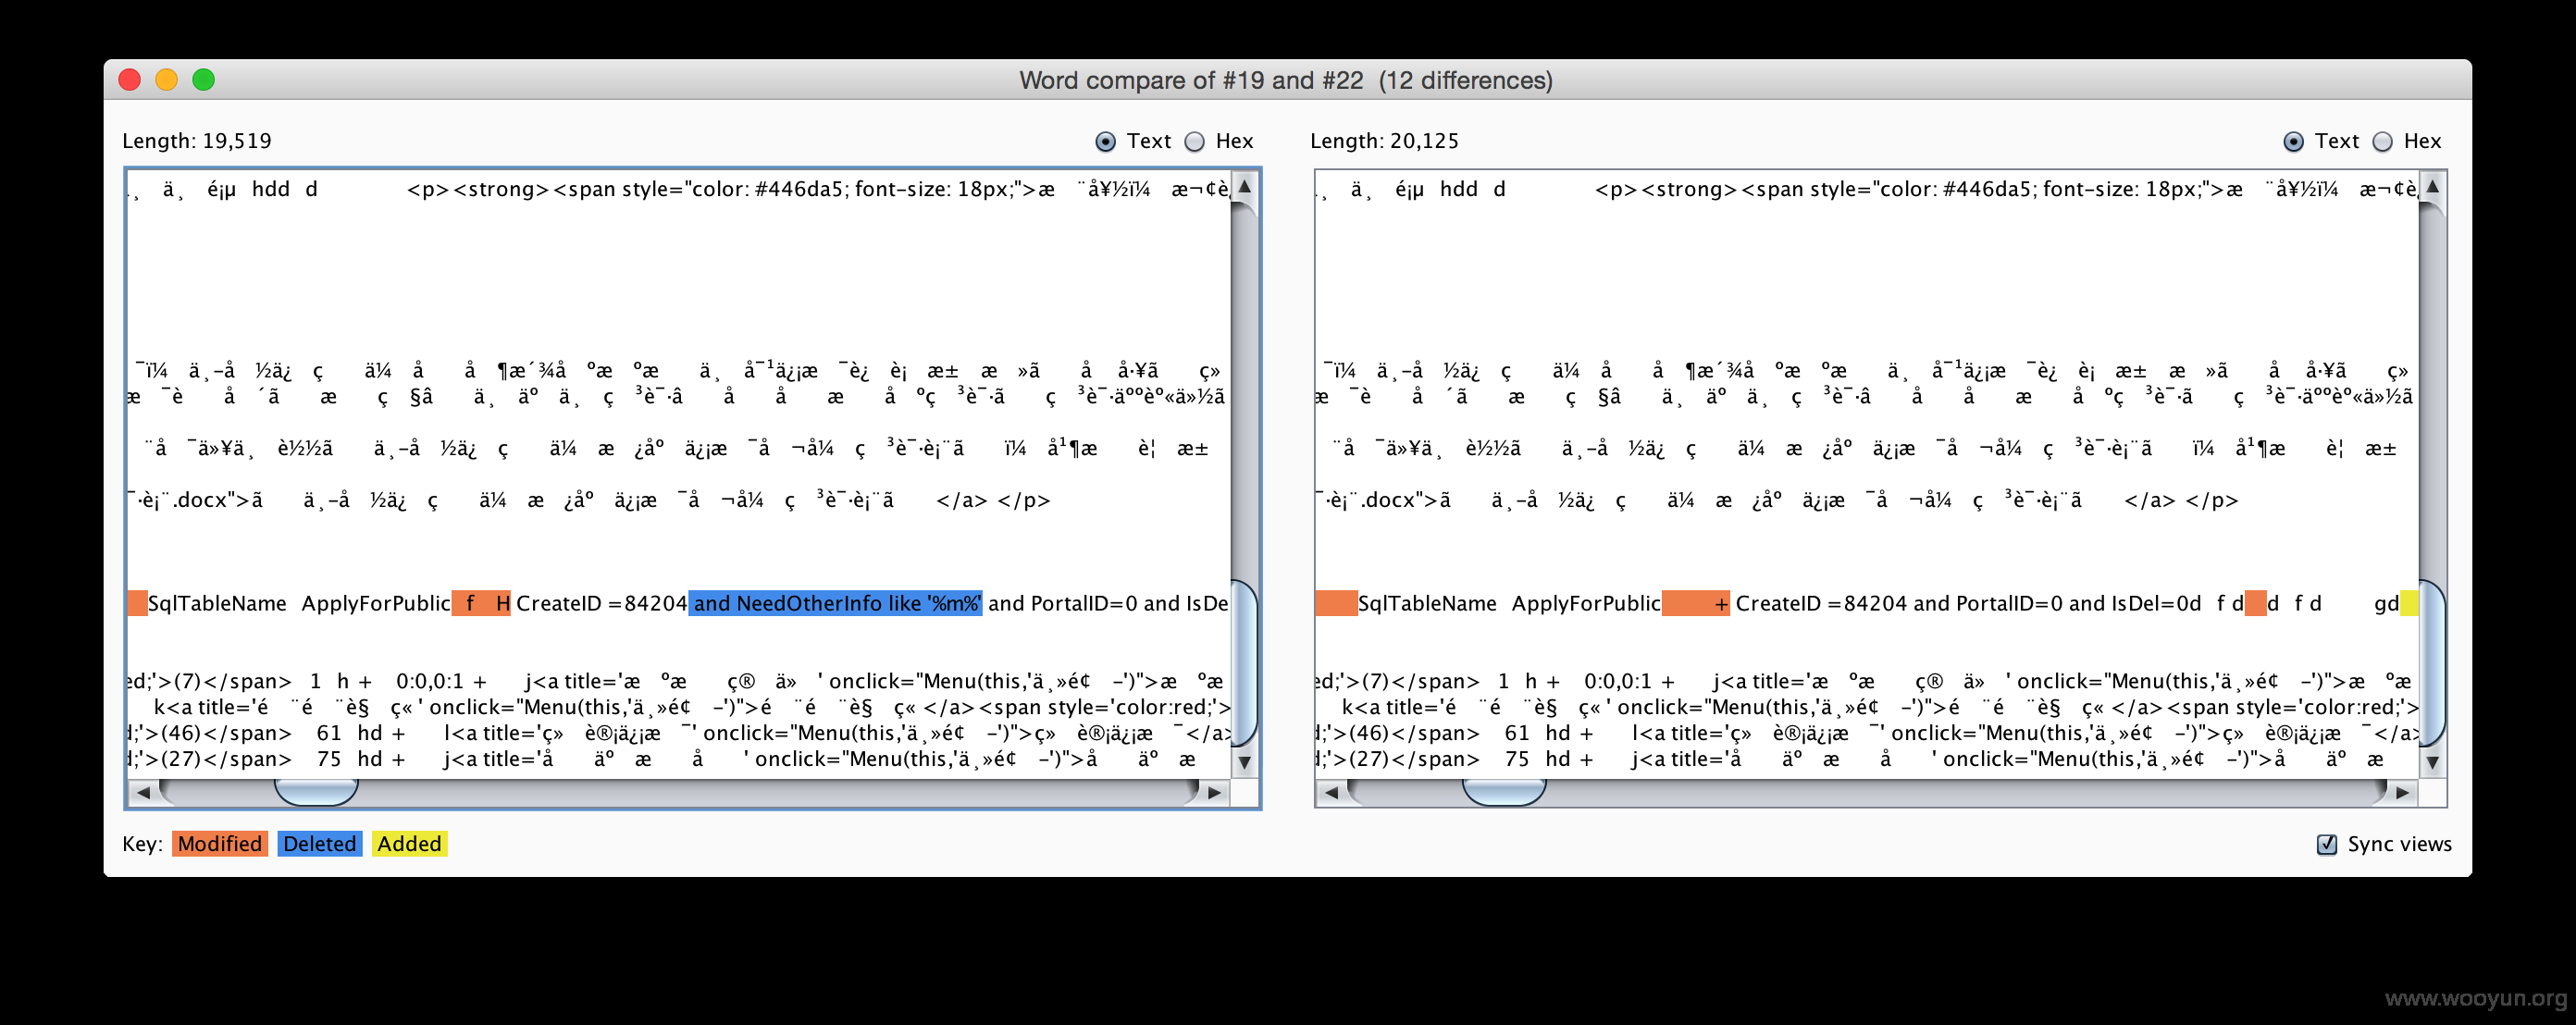 Word compare of #19 and #22 (12 differences)
Length: 19,519
Text
Hex
¸ ä¸ é¡µ hdd d <p><strong><span style="color: #446da5; font-size: 18px;">æ ¨å¥½ï¼ æ¬¢è
¯ï¼ ä¸–å ½ä¿ ç ä¼ å å ¶æ´¾å ºæ ºæ ä¸ å¯¹ä¿¡æ ¯è¿ è¡ æ± æ »ã å å·¥ã ç»
æ ¯è å ´ã æ ç §â ä¸ äº ä¸ ç ³è¯·â å å æ å ºç ³è¯·ã ç ³è¯·äººèº«ä»½ã
¨å ¯ä»¥ä¸ è½½ã ä¸–å ½ä¿ ç ä¼ æ ¿åº ä¿¡æ ¯å ¬å¼ ç ³è¯·è¡¨ã ï¼ å¹¶æ è¦ æ±
¯·è¡¨.docx">ã ä¸–å ½ä¿ ç ä¼ æ ¿åº ä¿¡æ ¯å ¬å¼ ç ³è¯·è¡¨ã </a> </p>
SqlTableName ApplyForPublic f H CreateID =84204 and NeedOtherInfo like '%m%' and PortalID=0 and IsDe
ed;'>(7)</span> 1 h + 0:0,0:1 + j<a title='æ ºæ ç® ä» ' onclick="Menu(this,'ä¸»é¢ –')">æ ºæ
k<a title='é ¨é ¨è§ ç« ' onclick="Menu(this,'ä¸»é¢ –')">é ¨é ¨è§ ç« </a><span style='color:red;'>
d;'>(46)</span> 61 hd + l<a title='ç» è®¡ä¿¡æ ¯' onclick="Menu(this,'ä¸»é¢ –')">ç» è®¡ä¿¡æ ¯</a>
d;'>(27)</span> 75 hd + j<a title='å äº æ å ' onclick="Menu(this,'ä¸»é¢ –')">å äº æ
Length: 20,125
Text
Hex
¸ ä¸ é¡µ hdd d <p><strong><span style="color: #446da5; font-size: 18px;">æ ¨å¥½ï¼ æ¬¢è
¯ï¼ ä¸–å ½ä¿ ç ä¼ å å ¶æ´¾å ºæ ºæ ä¸ å¯¹ä¿¡æ ¯è¿ è¡ æ± æ »ã å å·¥ã ç»
æ ¯è å ´ã æ ç §â ä¸ äº ä¸ ç ³è¯·â å å æ å ºç ³è¯·ã ç ³è¯·äººèº«ä»½ã
¨å ¯ä»¥ä¸ è½½ã ä¸–å ½ä¿ ç ä¼ æ ¿åº ä¿¡æ ¯å ¬å¼ ç ³è¯·è¡¨ã ï¼ å¹¶æ è¦ æ±
¯·è¡¨.docx">ã ä¸–å ½ä¿ ç ä¼ æ ¿åº ä¿¡æ ¯å ¬å¼ ç ³è¯·è¡¨ã </a> </p>
SqlTableName ApplyForPublic + CreateID =84204 and PortalID=0 and IsDel=0d f d d f d gd
ed;'>(7)</span> 1 h + 0:0,0:1 + j<a title='æ ºæ ç® ä» ' onclick="Menu(this,'ä¸»é¢ –')">æ ºæ
k<a title='é ¨é ¨è§ ç« ' onclick="Menu(this,'ä¸»é¢ –')">é ¨é ¨è§ ç« </a><span style='color:red;'>
d;'>(46)</span> 61 hd + l<a title='ç» è®¡ä¿¡æ ¯' onclick="Menu(this,'ä¸»é¢ –')">ç» è®¡ä¿¡æ ¯</a>
d;'>(27)</span> 75 hd + j<a title='å äº æ å ' onclick="Menu(this,'ä¸»é¢ –')">å äº æ
Key: Modified Deleted Added
Sync views
www.wooyun.org